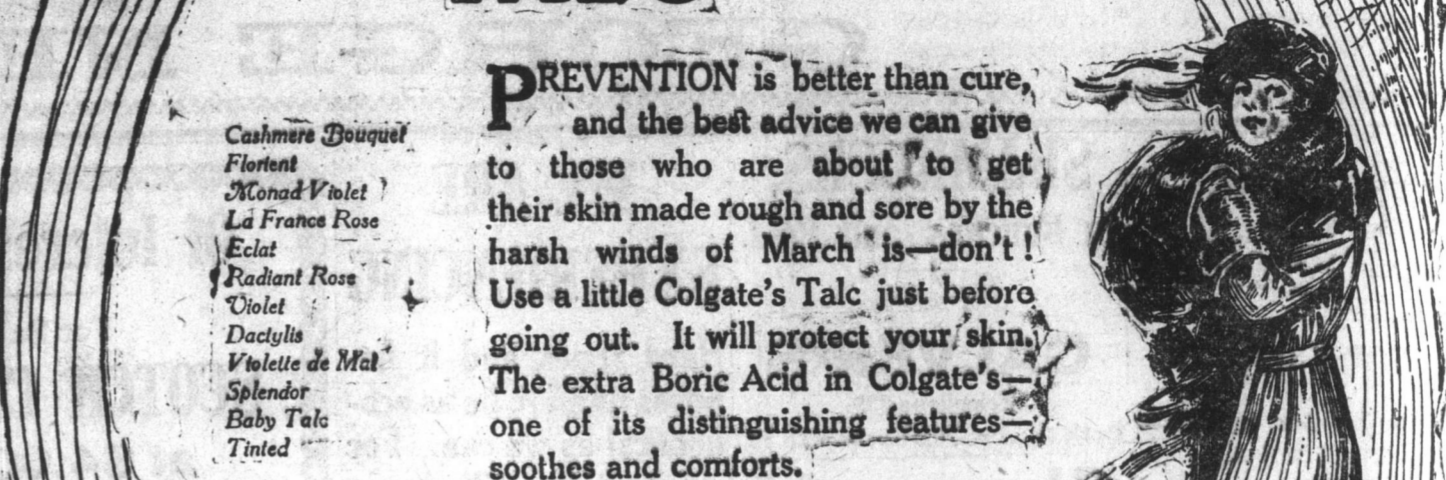 Cashmere Bouquet
Florient
Monad Violet
La France Rose
Eclat
Radiant Rose
Violet
Dactylis
Violette de Mai
Splendor
Baby Talc
Tinted
PREVENTION is better than cure,
and the best advice we can give
to those who are about to get
their skin made rough and sore by the
harsh winds of March is—don't!
Use a little Colgate's Talc just before
going out. It will protect your skin.
The extra Boric Acid in Colgate's—
one of its distinguishing features—
soothes and comforts.